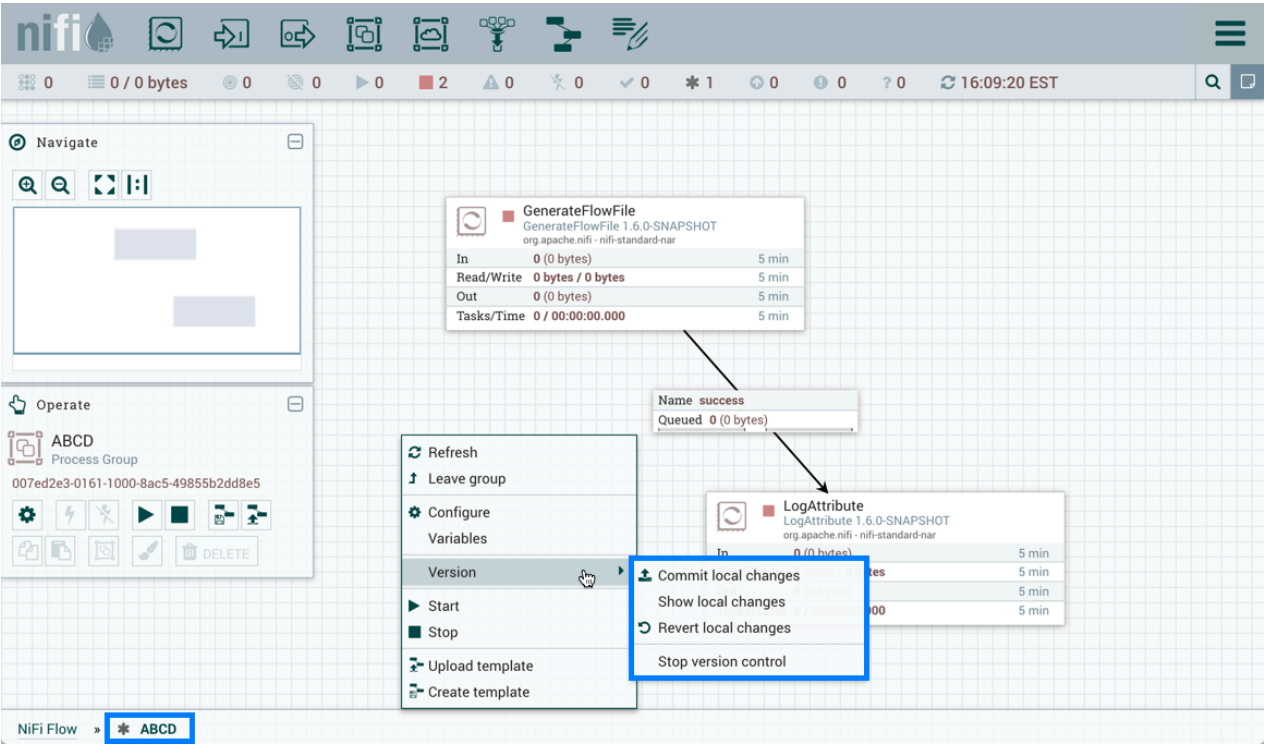 nifi
0 0 / 0 bytes 0 0 0 2 0 0 0 1 0 0 ? 0 16:09:20 EST
Navigate
Operate
ABCD
Process Group
007ed2e3-0161-1000-8ac5-49855b2dd8e5
DELETE
GenerateFlowFile
GenerateFlowFile 1.6.0-SNAPSHOT
org.apache.nifi - nifi-standard-nar
In 0 (0 bytes) 5 min
Read/Write 0 bytes / 0 bytes 5 min
Out 0 (0 bytes) 5 min
Tasks/Time 0 / 00:00:00.000 5 min
Name success
Queued 0 (0 bytes)
LogAttribute
LogAttribute 1.6.0-SNAPSHOT
org.apache.nifi - nifi-standard-nar
In 0 (0 bytes) 5 min
5 min
5 min
5 min
Refresh
Leave group
Configure
Variables
Version
Start
Stop
Upload template
Create template
Commit local changes
Show local changes
Revert local changes
Stop version control
NiFi Flow » ✱ ABCD